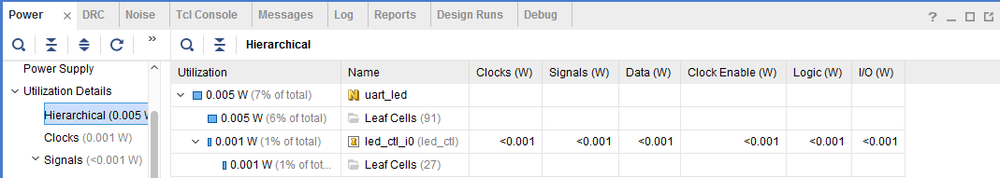 Power × DRC Noise Tcl Console Messages Log Reports Design Runs Debug ? _
» Hierarchical
Power Supply
Utilization Details
Hierarchical (0.005 W
Clocks (0.001 W)
Signals (<0.001 W)
Utilization Name Clocks (W) Signals (W) Data (W) Clock Enable (W) Logic (W) I/O (W)
0.005 W (7% of total) N uart_led
0.005 W (6% of total) Leaf Cells (91)
0.001 W (1% of total) led_ctl_i0 (led_ctl) <0.001 <0.001 <0.001 <0.001 <0.001 <0.001
0.001 W (1% of tot... Leaf Cells (27)